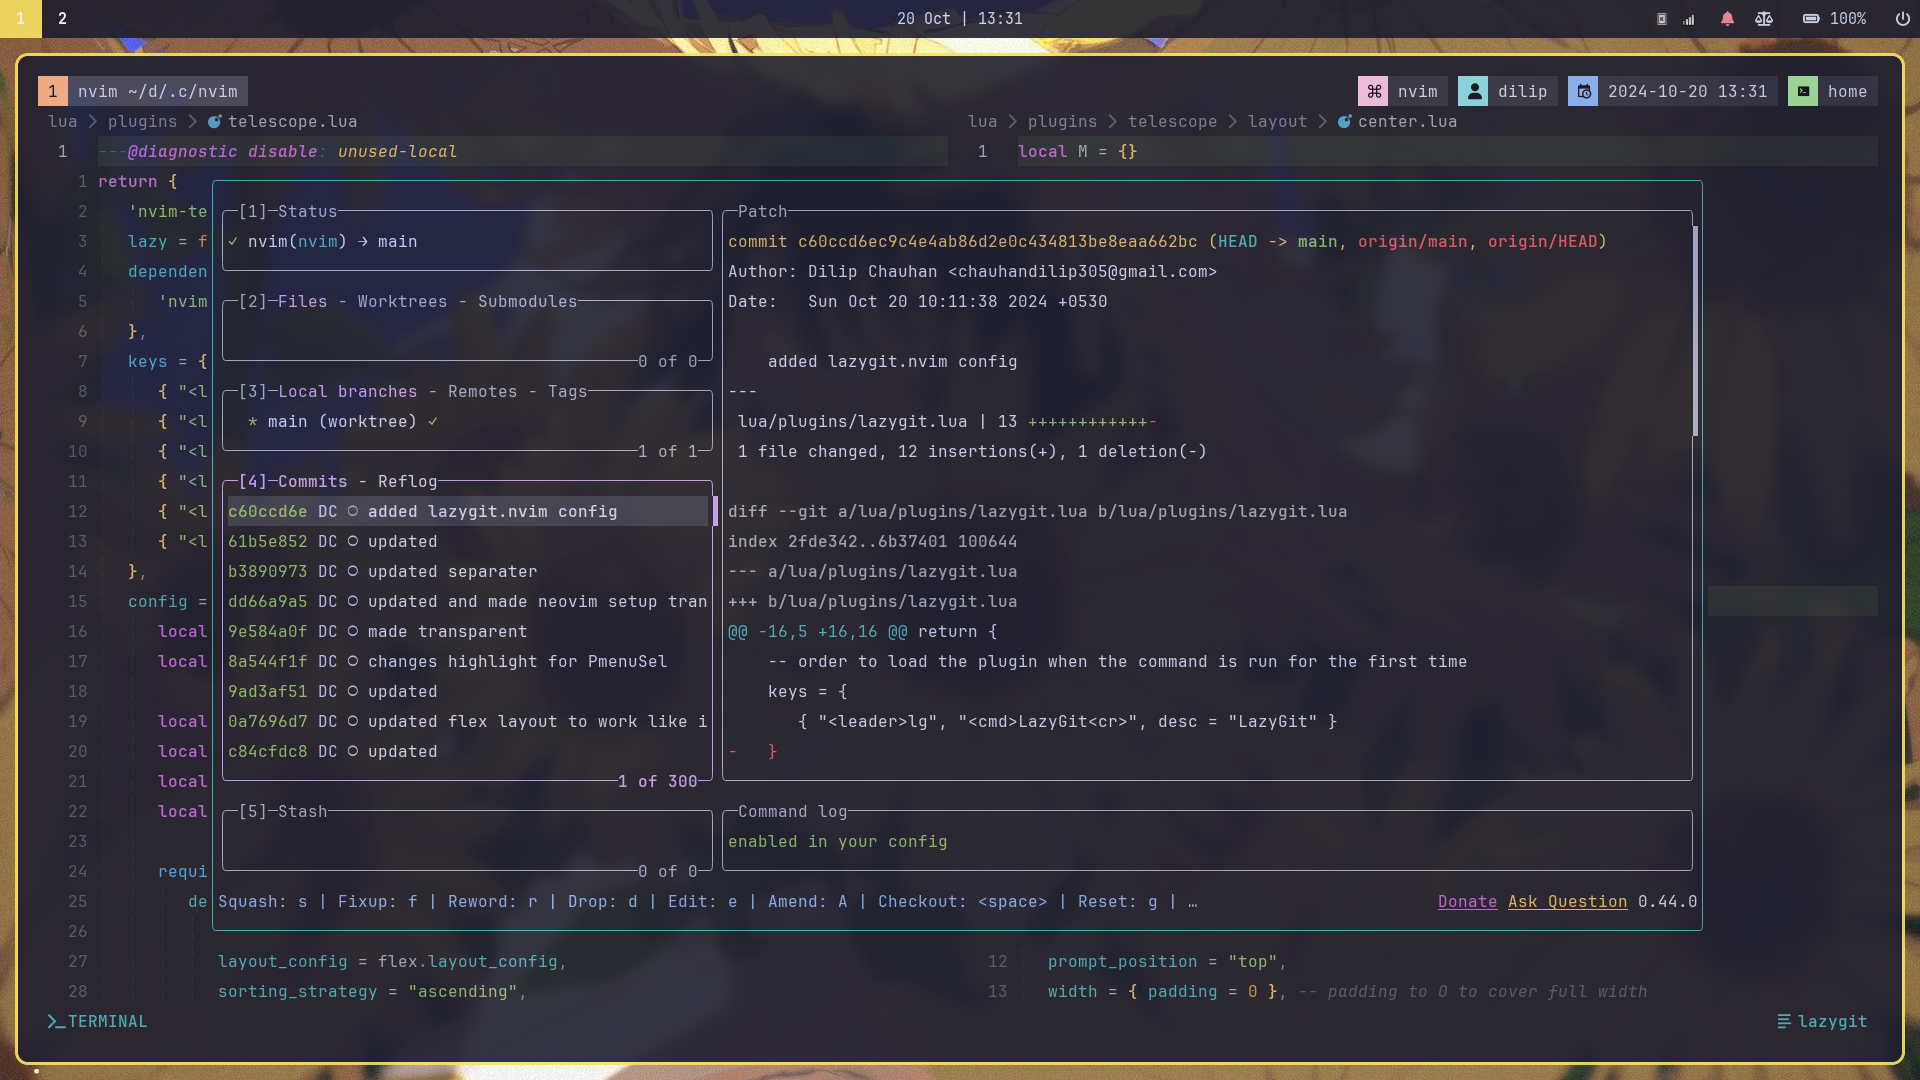 1 2 20 Oct | 13:31 100%
1 nvim ~/d/.c/nvim nvim dilip 2024-10-20 13:31 home
lua > plugins > telescope.lua
lua > plugins > telescope > layout > center.lua
1 ---@diagnostic disable: unused-local
1 local M = {}
1 return {
2 'nvim-te
3 lazy = f
4 dependen
5 'nvim
6 },
7 keys = {
8 { "<l
9 { "<l
10 { "<l
11 { "<l
12 { "<l
13 { "<l
14 },
15 config =
16 local
17 local
18
19 local
20 local
21 local
22 local
23
24 requi
25 de
26
27 layout_config = flex.layout_config,
28 sorting_strategy = "ascending",
[1]─Status
✓ nvim(nvim) → main
[2]─Files - Worktrees - Submodules
0 of 0
[3]─Local branches - Remotes - Tags
* main (worktree) ✓
1 of 1
[4]─Commits - Reflog
c60ccd6e DC ○ added lazygit.nvim config
61b5e852 DC ○ updated
b3890973 DC ○ updated separater
dd66a9a5 DC ○ updated and made neovim setup tran
9e584a0f DC ○ made transparent
8a544f1f DC ○ changes highlight for PmenuSel
9ad3af51 DC ○ updated
0a7696d7 DC ○ updated flex layout to work like i
c84cfdc8 DC ○ updated
1 of 300
[5]─Stash
0 of 0
Patch
commit c60ccd6ec9c4e4ab86d2e0c434813be8eaa662bc (HEAD -> main, origin/main, origin/HEAD)
Author: Dilip Chauhan <chauhandilip305@gmail.com>
Date:   Sun Oct 20 10:11:38 2024 +0530
added lazygit.nvim config
---
lua/plugins/lazygit.lua | 13 ++++++++++++-
1 file changed, 12 insertions(+), 1 deletion(-)
diff --git a/lua/plugins/lazygit.lua b/lua/plugins/lazygit.lua
index 2fde342..6b37401 100644
--- a/lua/plugins/lazygit.lua
+++ b/lua/plugins/lazygit.lua
@@ -16,5 +16,16 @@ return {
-- order to load the plugin when the command is run for the first time
keys = {
{ "<leader>lg", "<cmd>LazyGit<cr>", desc = "LazyGit" }
-   }
Command log
enabled in your config
Squash: s | Fixup: f | Reword: r | Drop: d | Edit: e | Amend: A | Checkout: <space> | Reset: g | … Donate Ask Question 0.44.0
12 prompt_position = "top",
13 width = { padding = 0 }, -- padding to 0 to cover full width
TERMINAL
lazygit